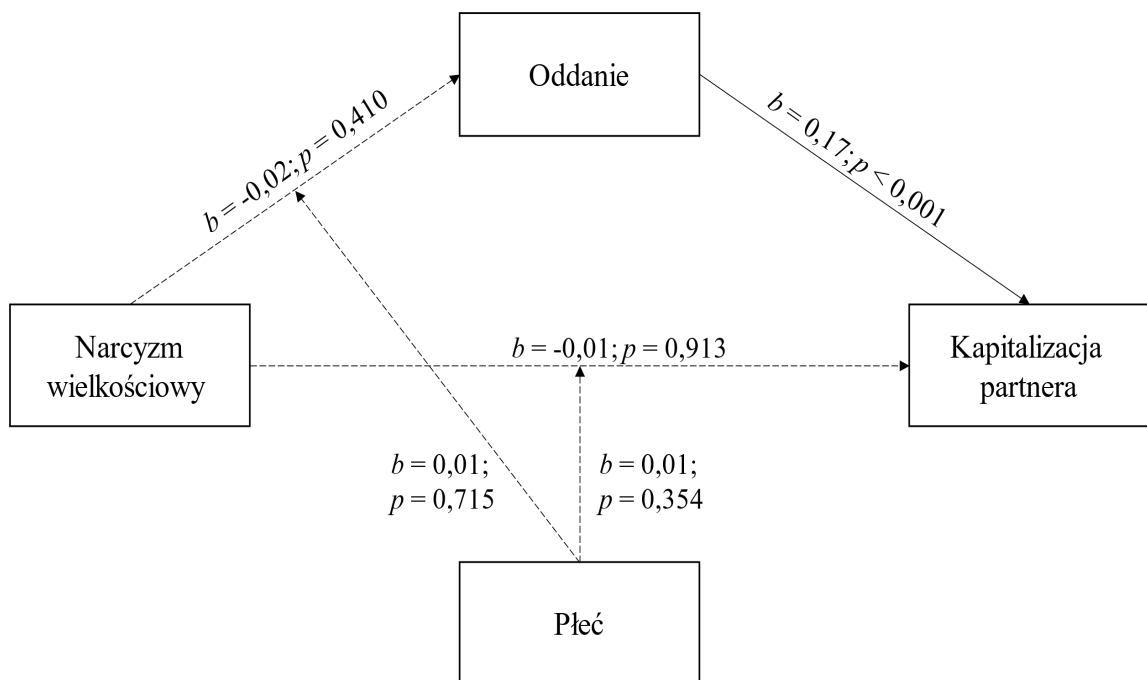 Oddanie
b = -0,02; p = 0,410
b = 0,17; p < 0,001
Narcyzm
wielkościowy
b = -0,01; p = 0,913
Kapitalizacja
partnera
b = 0,01;
p = 0,715
b = 0,01;
p = 0,354
Płeć